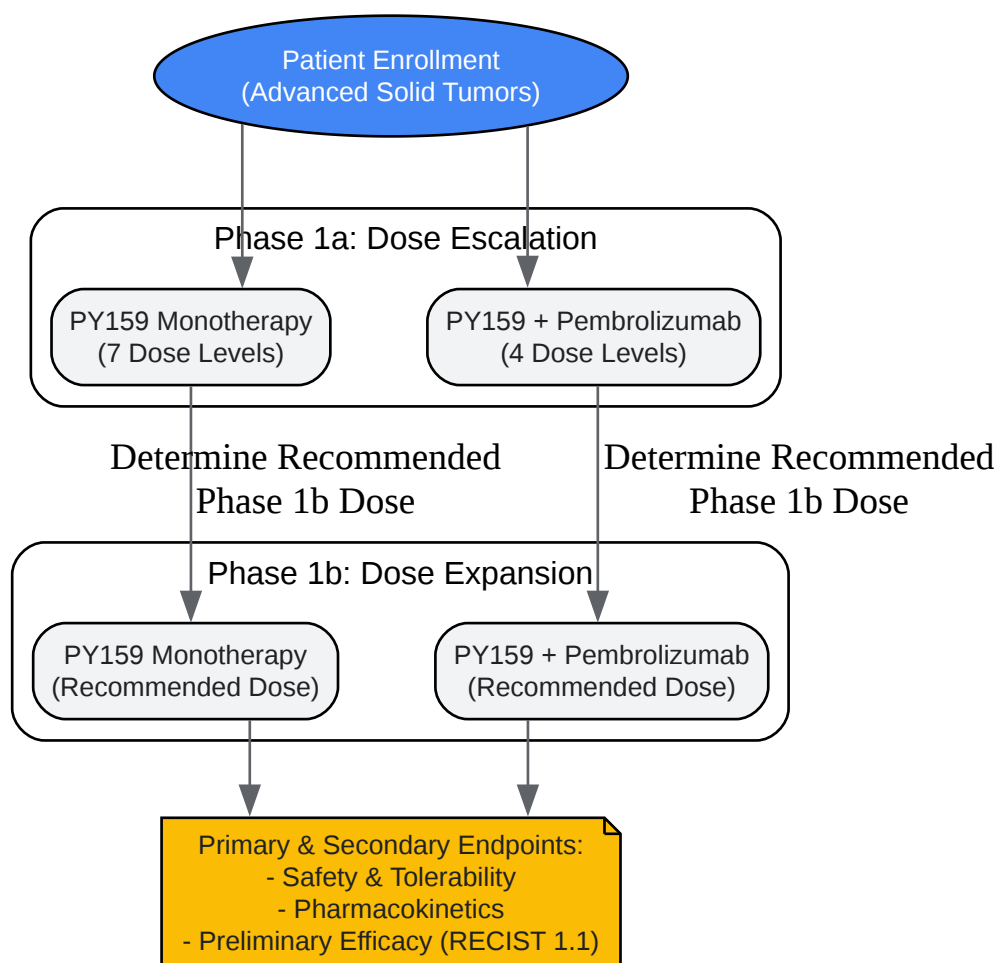 Patient Enrollment
(Advanced Solid Tumors)
Phase 1a: Dose Escalation
PY159 Monotherapy
(7 Dose Levels)
PY159 + Pembrolizumab
(4 Dose Levels)
Determine Recommended
Phase 1b Dose
Determine Recommended
Phase 1b Dose
Phase 1b: Dose Expansion
PY159 Monotherapy
(Recommended Dose)
PY159 + Pembrolizumab
(Recommended Dose)
Primary & Secondary Endpoints:
- Safety & Tolerability
- Pharmacokinetics
- Preliminary Efficacy (RECIST 1.1)